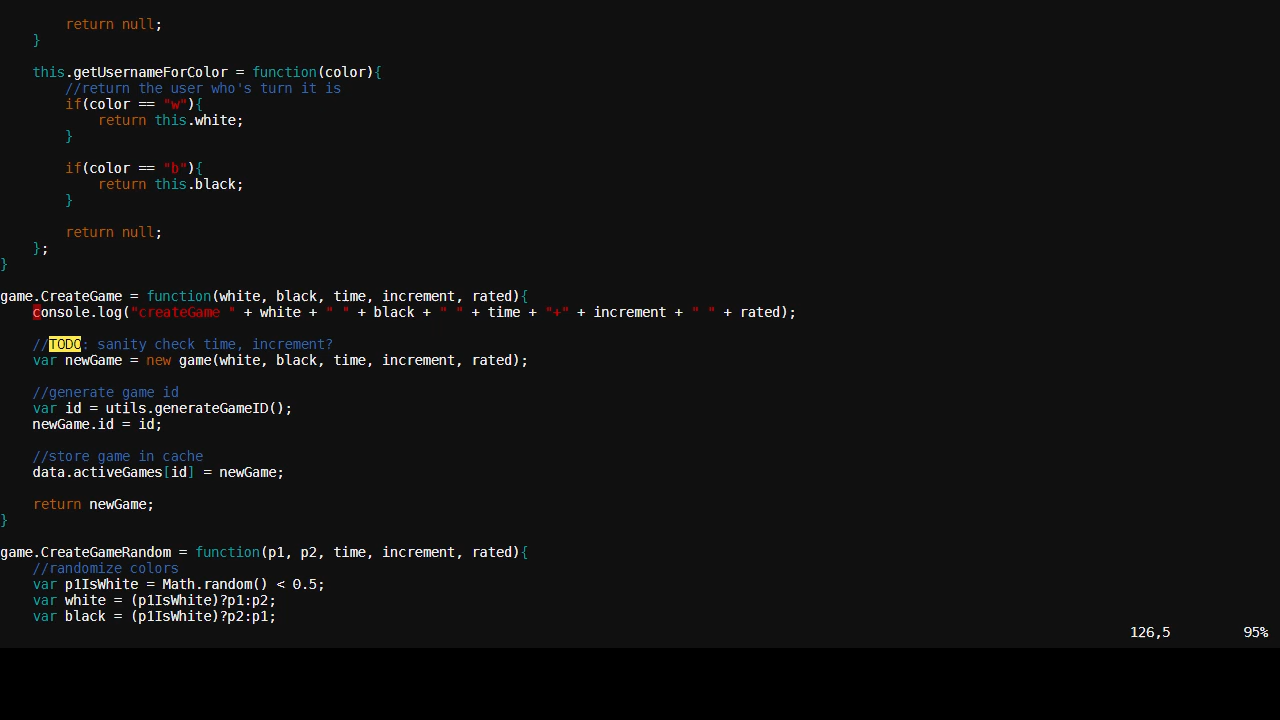 return null;
    }
    this.getUsernameForColor = function(color){
        //return the user who's turn it is
        if(color == "w"){
            return this.white;
        }
        if(color == "b"){
            return this.black;
        }
        return null;
    };
}
game.CreateGame = function(white, black, time, increment, rated){
    console.log("createGame " + white + " " + black + " " + time + "+" + increment + " " + rated);
    //TODO: sanity check time, increment?
    var newGame = new game(white, black, time, increment, rated);
    //generate game id
    var id = utils.generateGameID();
    newGame.id = id;
    //store game in cache
    data.activeGames[id] = newGame;
    return newGame;
}
game.CreateGameRandom = function(p1, p2, time, increment, rated){
    //randomize colors
    var p1IsWhite = Math.random() < 0.5;
    var white = (p1IsWhite)?p1:p2;
    var black = (p1IsWhite)?p2:p1;
126,5 95%